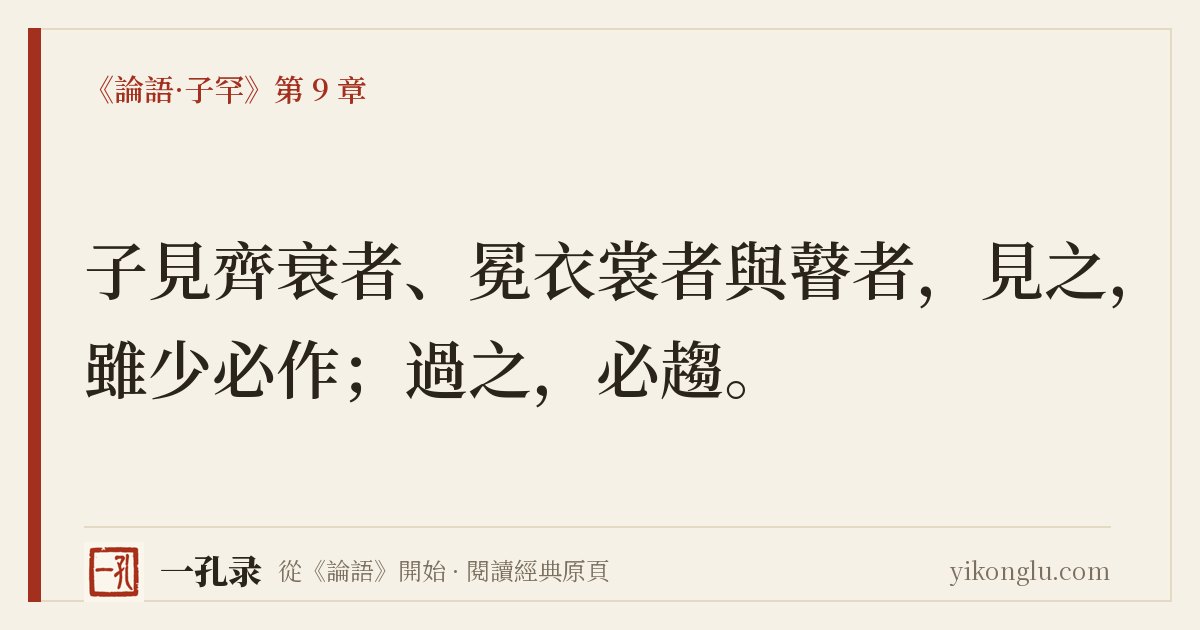 《論語·子罕》第 9 章
子見齊衰者、冕衣裳者與瞽者，見之，
雖少必作；過之，必趨。
一孔
一孔录 從《論語》開始 · 閱讀經典原頁
yikonglu.com